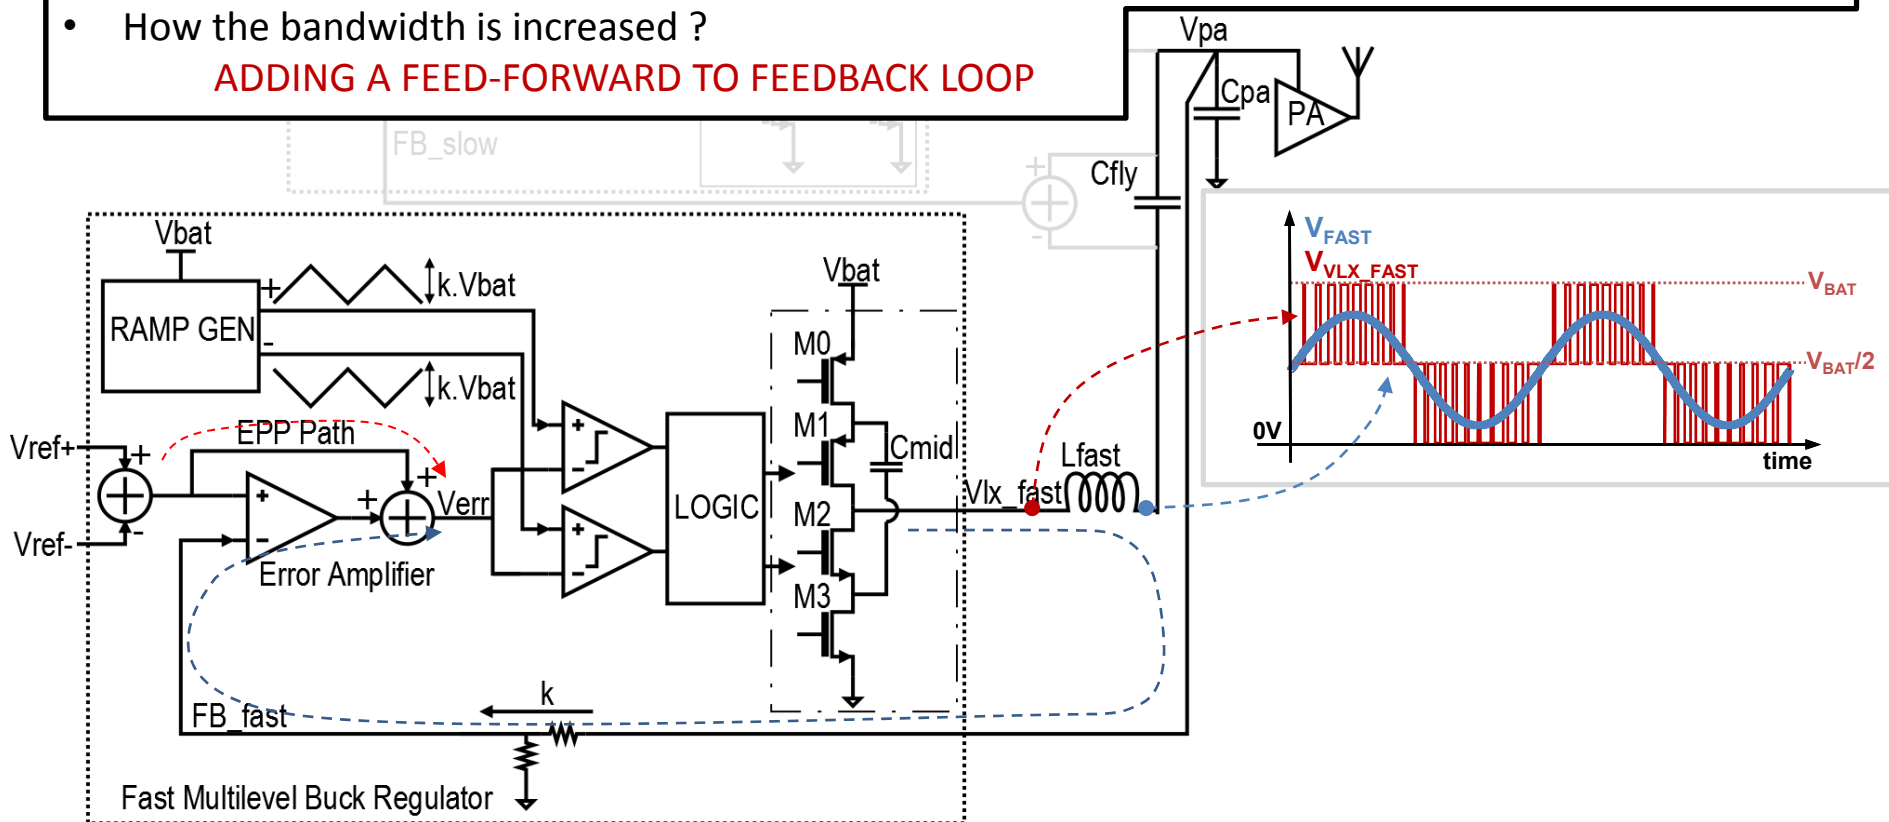 • How the bandwidth is increased ?
ADDING A FEED-FORWARD TO FEEDBACK LOOP
Vpa
Cpa
PA
FB_slow
+
-
Cfly
Vbat
RAMP GEN
+
-
k.Vbat
k.Vbat
Vref+
Vref-
+
-
EPP Path
+
-
Error Amplifier
+
+
Verr
+
-
+
-
LOGIC
Vbat
M0
M1
M2
M3
Cmid
Vlx_fast
Lfast
k
FB_fast
Fast Multilevel Buck Regulator
VFAST
VVLX_FAST
VBAT
VBAT/2
0V
time